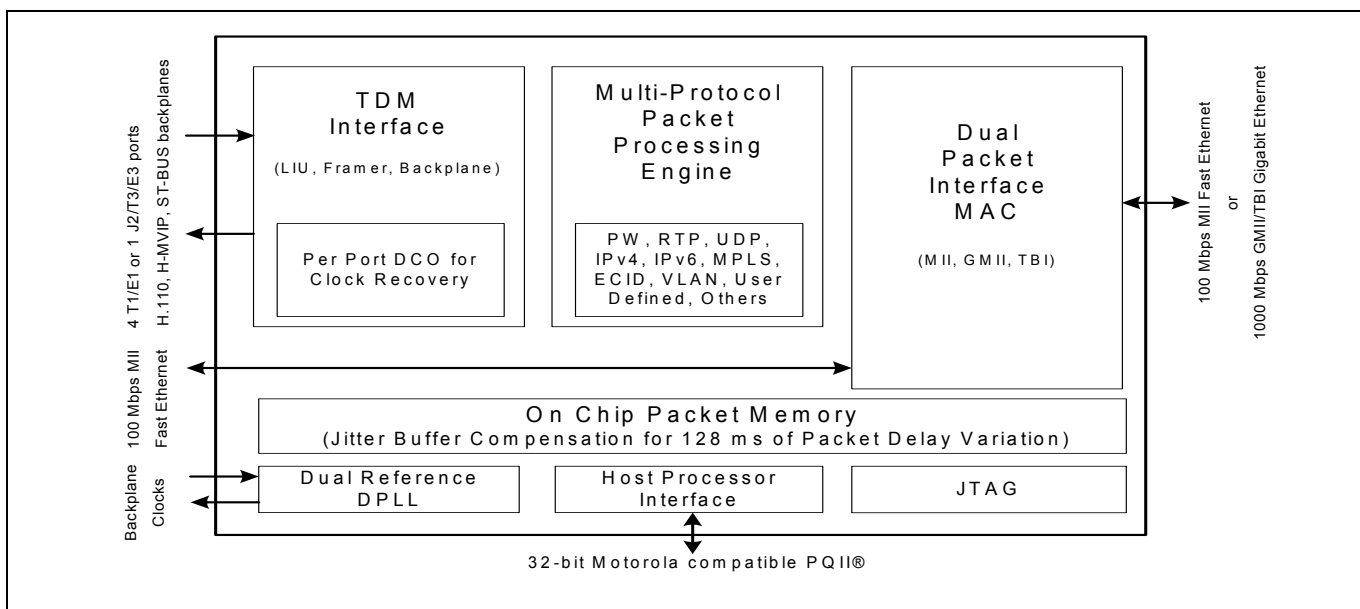 TDM
Interface
(LIU, Framer, Backplane)
Per Port DCO for
Clock Recovery
Multi-Protocol
Packet
Processing
Engine
PW, RTP, UDP,
IPv4, IPv6, MPLS,
ECID, VLAN, User
Defined, Others
Dual
Packet
Interface
MAC
(MII, GMII, TBI)
4 T1/E1 or 1 J2/T3/E3 ports
H.110, H-MVIP, ST-BUS backplanes
100 Mbps MII Fast Ethernet
or
1000 Mbps GMII/TBI Gigabit Ethernet
100 Mbps MII
Fast Ethernet
On Chip Packet Memory
(Jitter Buffer Compensation for 128 ms of Packet Delay Variation)
Backplane
Clocks
Dual Reference
DPLL
Host Processor
Interface
JTAG
32-bit Motorola compatible PQII®